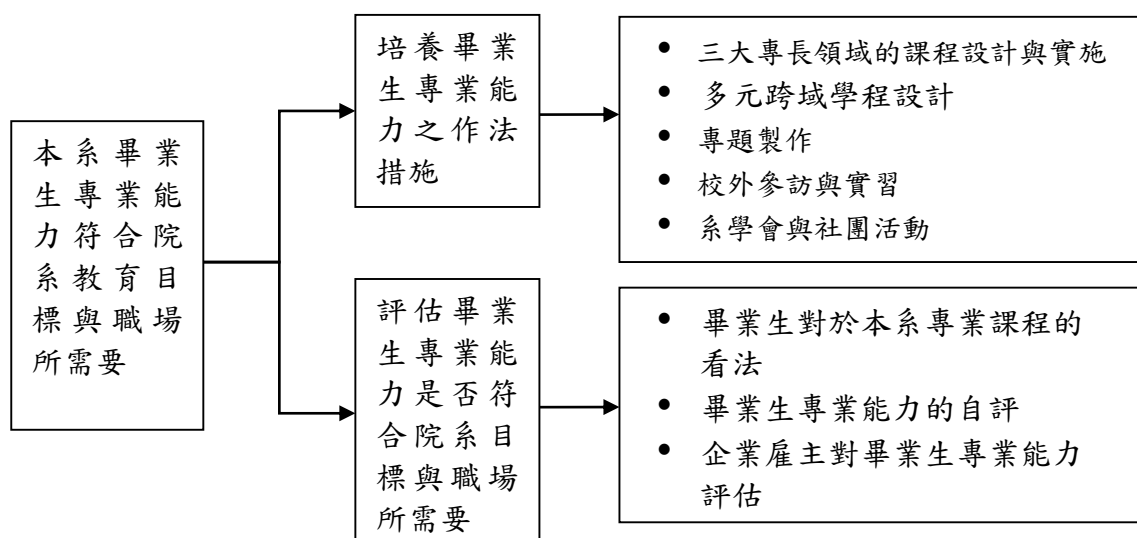 本系畢業
生專業能
力符合院
系教育目
標與職場
所需要
培養畢業
生專業能
力之作法
措施
• 三大專長領域的課程設計與實施
• 多元跨域學程設計
• 專題製作
• 校外參訪與實習
• 系學會與社團活動
評估畢業
生專業能
力是否符
合院系目
標與職場
所需要
• 畢業生對於本系專業課程的
看法
• 畢業生專業能力的自評
• 企業雇主對畢業生專業能力
評估